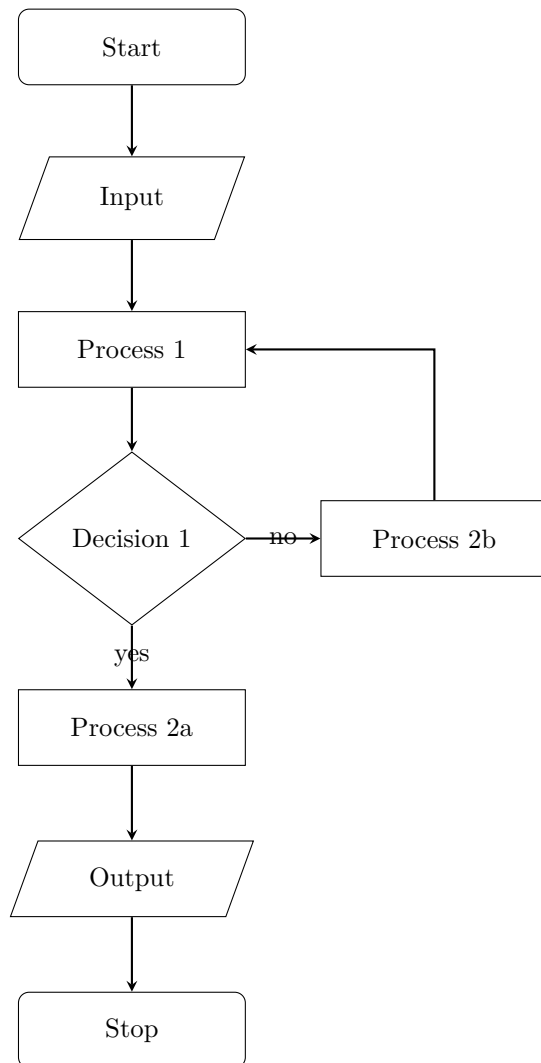 Start
Input
Process 1
Decision 1
no
Process 2b
yes
Process 2a
Output
Stop